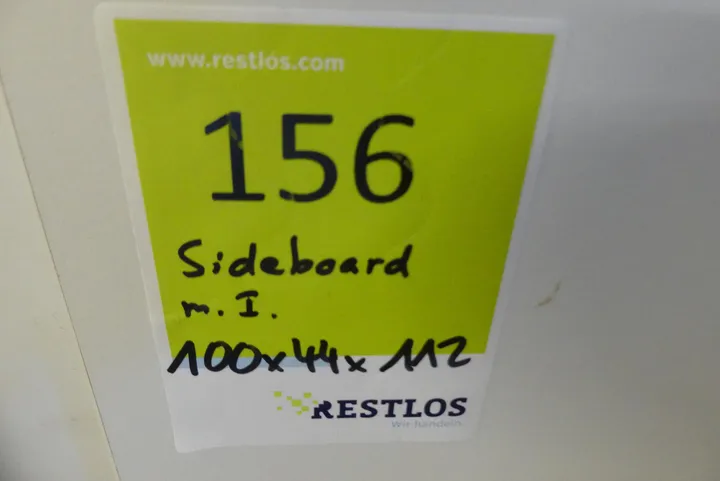 www.restlos.com
156
Sideboard
m. I.
100x44x112
RESTLOS
Wir handeln.